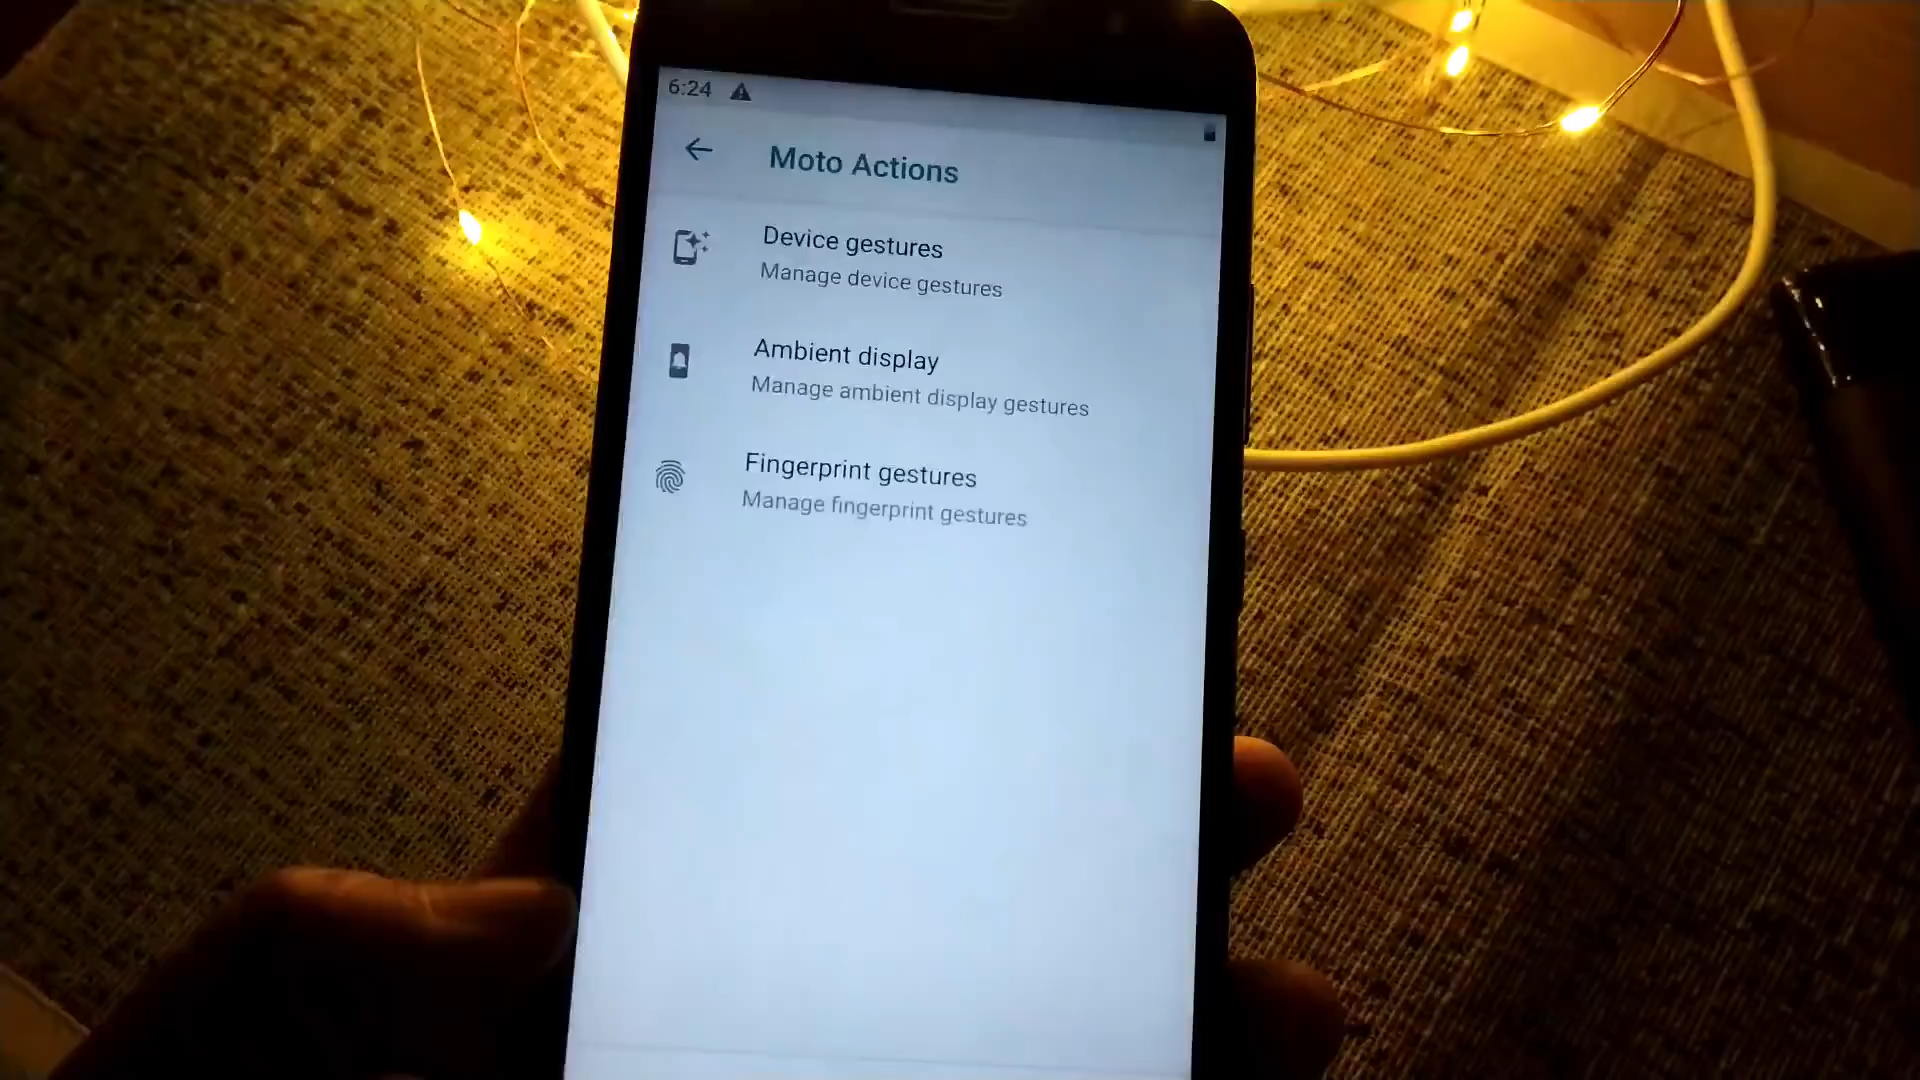 6:24
Moto Actions
Device gestures
Manage device gestures
Ambient display
Manage ambient display gestures
Fingerprint gestures
Manage fingerprint gestures